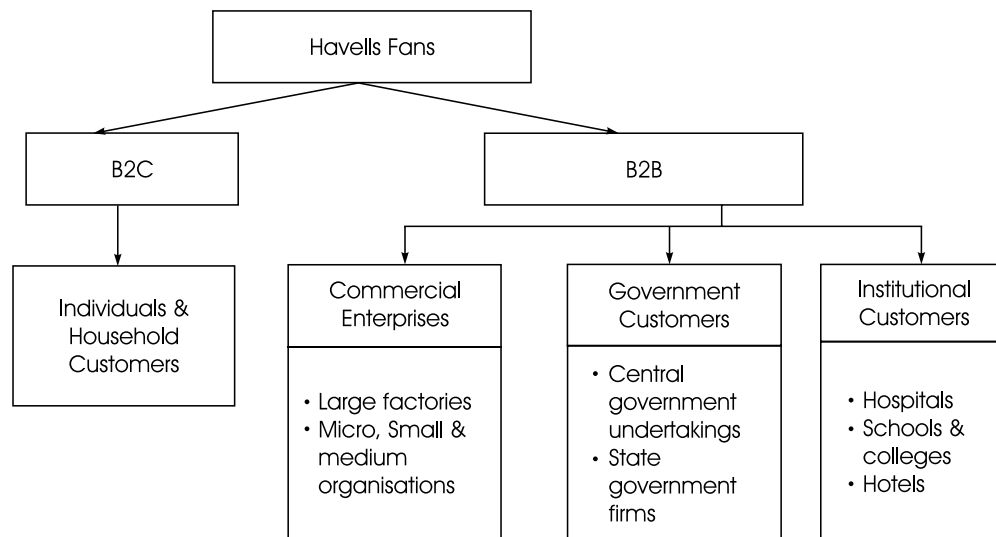 Havells Fans
B2C
B2B
Individuals &
Household
Customers
Commercial
Enterprises
• Large factories
• Micro, Small &
medium
organisations
Government
Customers
• Central
government
undertakings
• State
government
firms
Institutional
Customers
• Hospitals
• Schools &
colleges
• Hotels